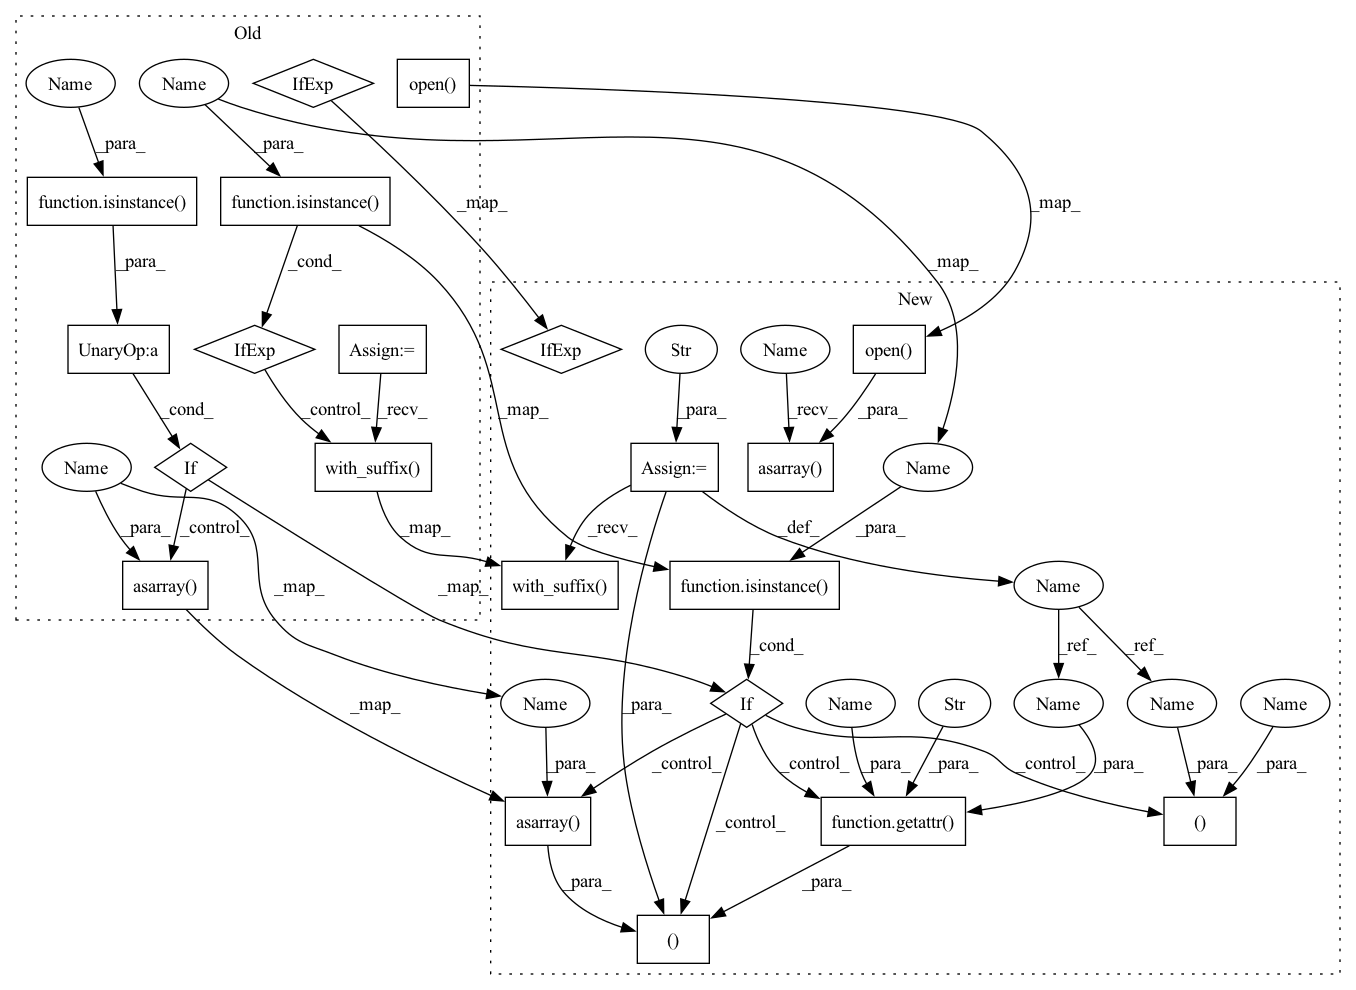 Old
Name
Name
IfExp
open()
_para_
_para_
function.isinstance()
function.isinstance()
_map_
_map_
_para_
_cond_
_map_
New
UnaryOp:a
IfExp
Assign:=
IfExp
Str
Name
open()
_cond_
_control_
_recv_
_map_
_para_
_recv_
_para_
Name
If
with_suffix()
Assign:=
asarray()
Name
_para_
_control_
_map_
_recv_
_def_
_para_
asarray()
_map_
_map_
with_suffix()
function.isinstance()
Name
_cond_
_ref_
_ref_
Name
If
Name
Str
Name
Name
Name
_map_
_para_
_para_
_control_
_control_
_para_
_para_
_control_
_para_
_para_
_para_
asarray()
_control_
function.getattr()
()
_para_
_para_
()